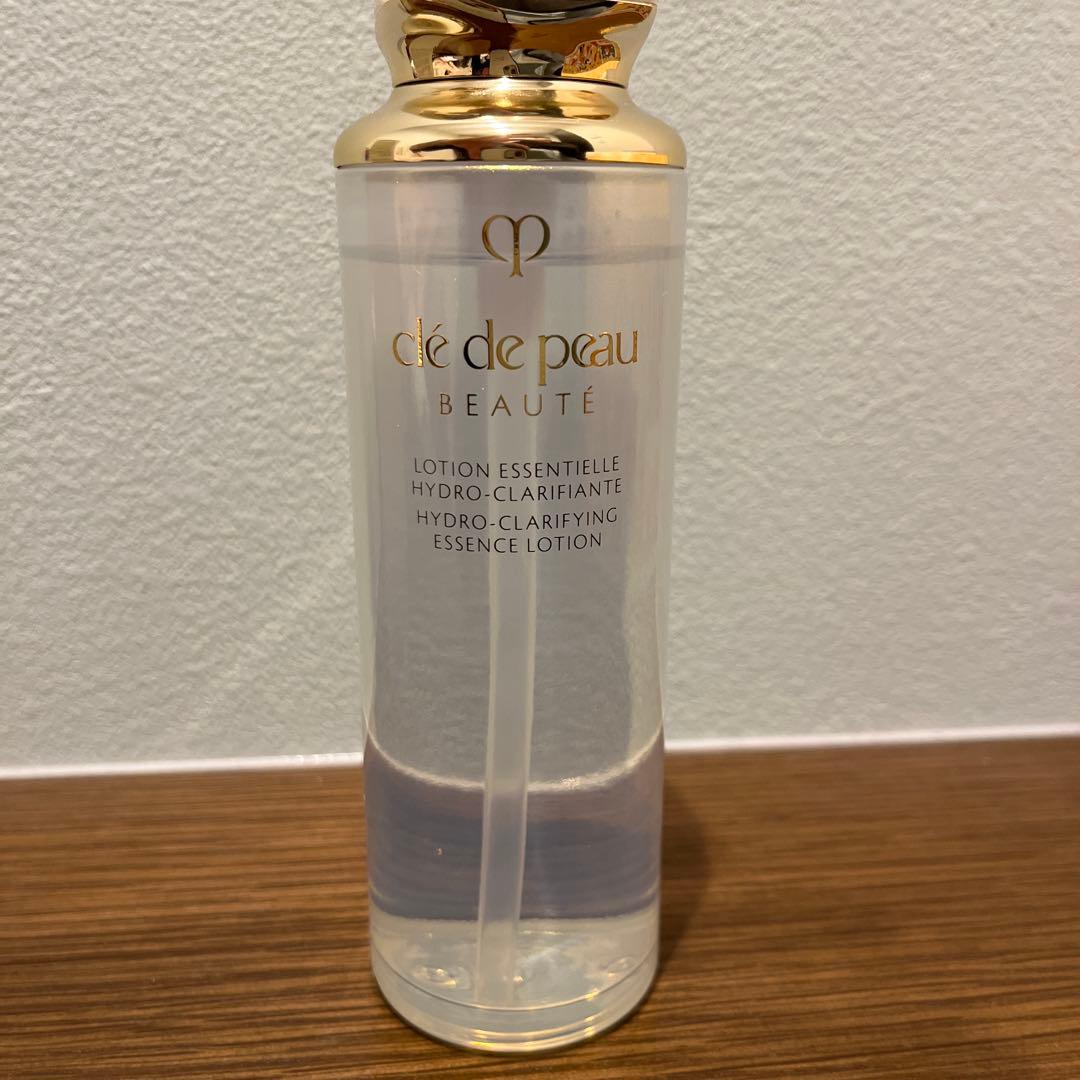 clé de peau
BEAUTÉ
LOTION ESSENTIELLE
HYDRO-CLARIFIANTE
HYDRO-CLARIFYING
ESSENCE LOTION